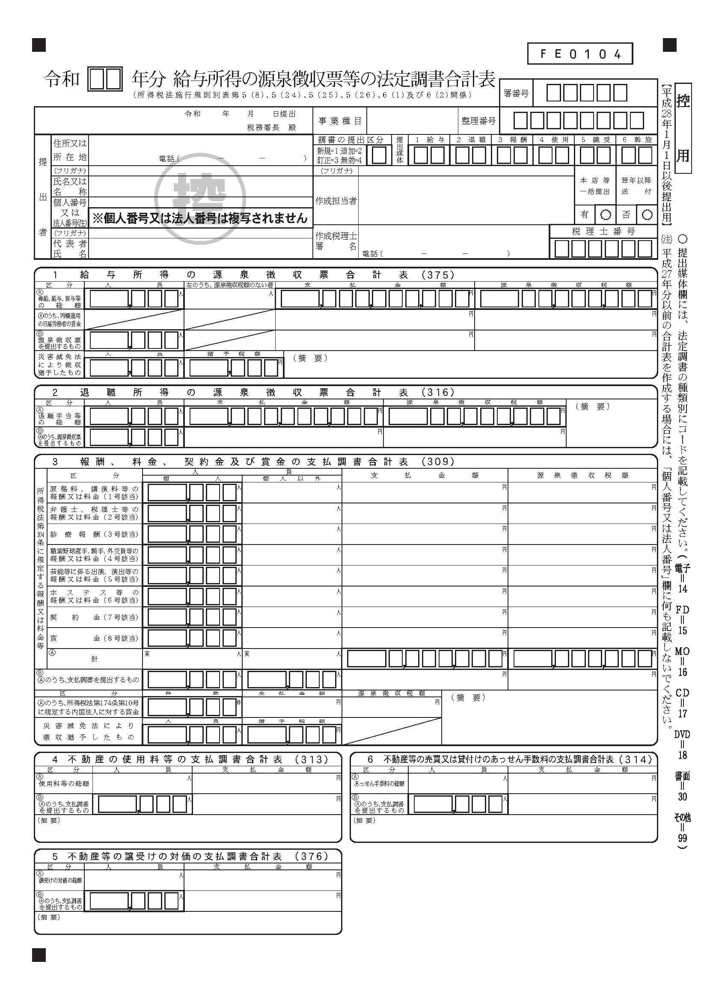 FE0104
令和 年分 給与所得の源泉徴収票等の法定調書合計表
(所得税法施行規則別表第5(8)、5(24)、5(25)、5(26)、6(1)及び6(2)関係)
署番号
控用
【平成28年1月1日以後提出用】
令和 年 月 日提出
税務署長 殿
事業種目
整理番号
提出者
住所又は所在地
電話( − − )
(フリガナ)
氏名又は名称
個人番号又は法人番号(注)
※個人番号又は法人番号は複写されません
控
(フリガナ)
代表者氏名
調書の提出区分
新規=1 追加=2
訂正=3 無効=4
提出媒体
1 給与 2 退職 3 報酬 4 使用 5 譲受 6 斡旋
(フリガナ)
作成担当者
本店等一括提出
翌年以降送付
有 否
作成税理士署名
電話( − − )
税理士番号
1 給与所得の源泉徴収票合計表(375)
区分 人員 左のうち、源泉徴収税額のない者 支払金額 源泉徴収税額
Ⓐ俸給、給与、賞与等の総額 人 人 円 円
Ⓐのうち、丙欄適用の日雇労務者の賃金 円 円
Ⓑ源泉徴収票を提出するもの 人 円 円
災害減免法により徴収猶予したもの 人員 人 猶予税額 円 (摘要)
2 退職所得の源泉徴収票合計表(316)
区分 人員 支払金額 源泉徴収税額 (摘要)
Ⓐ退職手当等の総額 人 円 円
ⒷⒶのうち、源泉徴収票を提出するもの 人 円 円
3 報酬、料金、契約金及び賞金の支払調書合計表(309)
所得税法第204条に規定する報酬又は料金等
区分 人員 支払金額 源泉徴収税額
個人 個人以外
原稿料、講演料等の報酬又は料金(1号該当) 人 人 円 円
弁護士、税理士等の報酬又は料金(2号該当) 人 人 円 円
診療報酬(3号該当) 人 人 円 円
職業野球選手、騎手、外交員等の報酬又は料金(4号該当) 人 人 円 円
芸能等に係る出演、演出等の報酬又は料金(5号該当) 人 人 円 円
ホステス等の報酬又は料金(6号該当) 人 人 円 円
契約金(7号該当) 人 人 円 円
賞金(8号該当) 人 人 円 円
Ⓐ計 実 人 実 人 円 円
ⒷⒶのうち、支払調書を提出するもの 人 人 円 円
区分 件数 支払金額 源泉徴収税額 (摘要)
Ⓐのうち、所得税法第174条第10号に規定する内国法人に対する賞金 件 円 円
災害減免法により徴収猶予したもの 人員 人 猶予税額 円
4 不動産の使用料等の支払調書合計表(313)
区分 人員 支払金額
Ⓐ使用料等の総額 人 円
ⒷⒶのうち、支払調書を提出するもの 人 円
(摘要)
6 不動産等の売買又は貸付けのあっせん手数料の支払調書合計表(314)
区分 人員 支払金額
Ⓐあっせん手数料の総額 人 円
ⒷⒶのうち、支払調書を提出するもの 人 円
(摘要)
5 不動産等の譲受けの対価の支払調書合計表(376)
区分 人員 支払金額
Ⓐ譲受けの対価の総額 人 円
ⒷⒶのうち、支払調書を提出するもの 人 円
(摘要)
○ 提出媒体欄には、法定調書の種類別にコードを記載してください。(電子=14 FD=15 MO=16 CD=17 DVD=18 書面=30 その他=99)
(注) 平成27年分以前の合計表を作成する場合には、「個人番号又は法人番号」欄に何も記載しないでください。